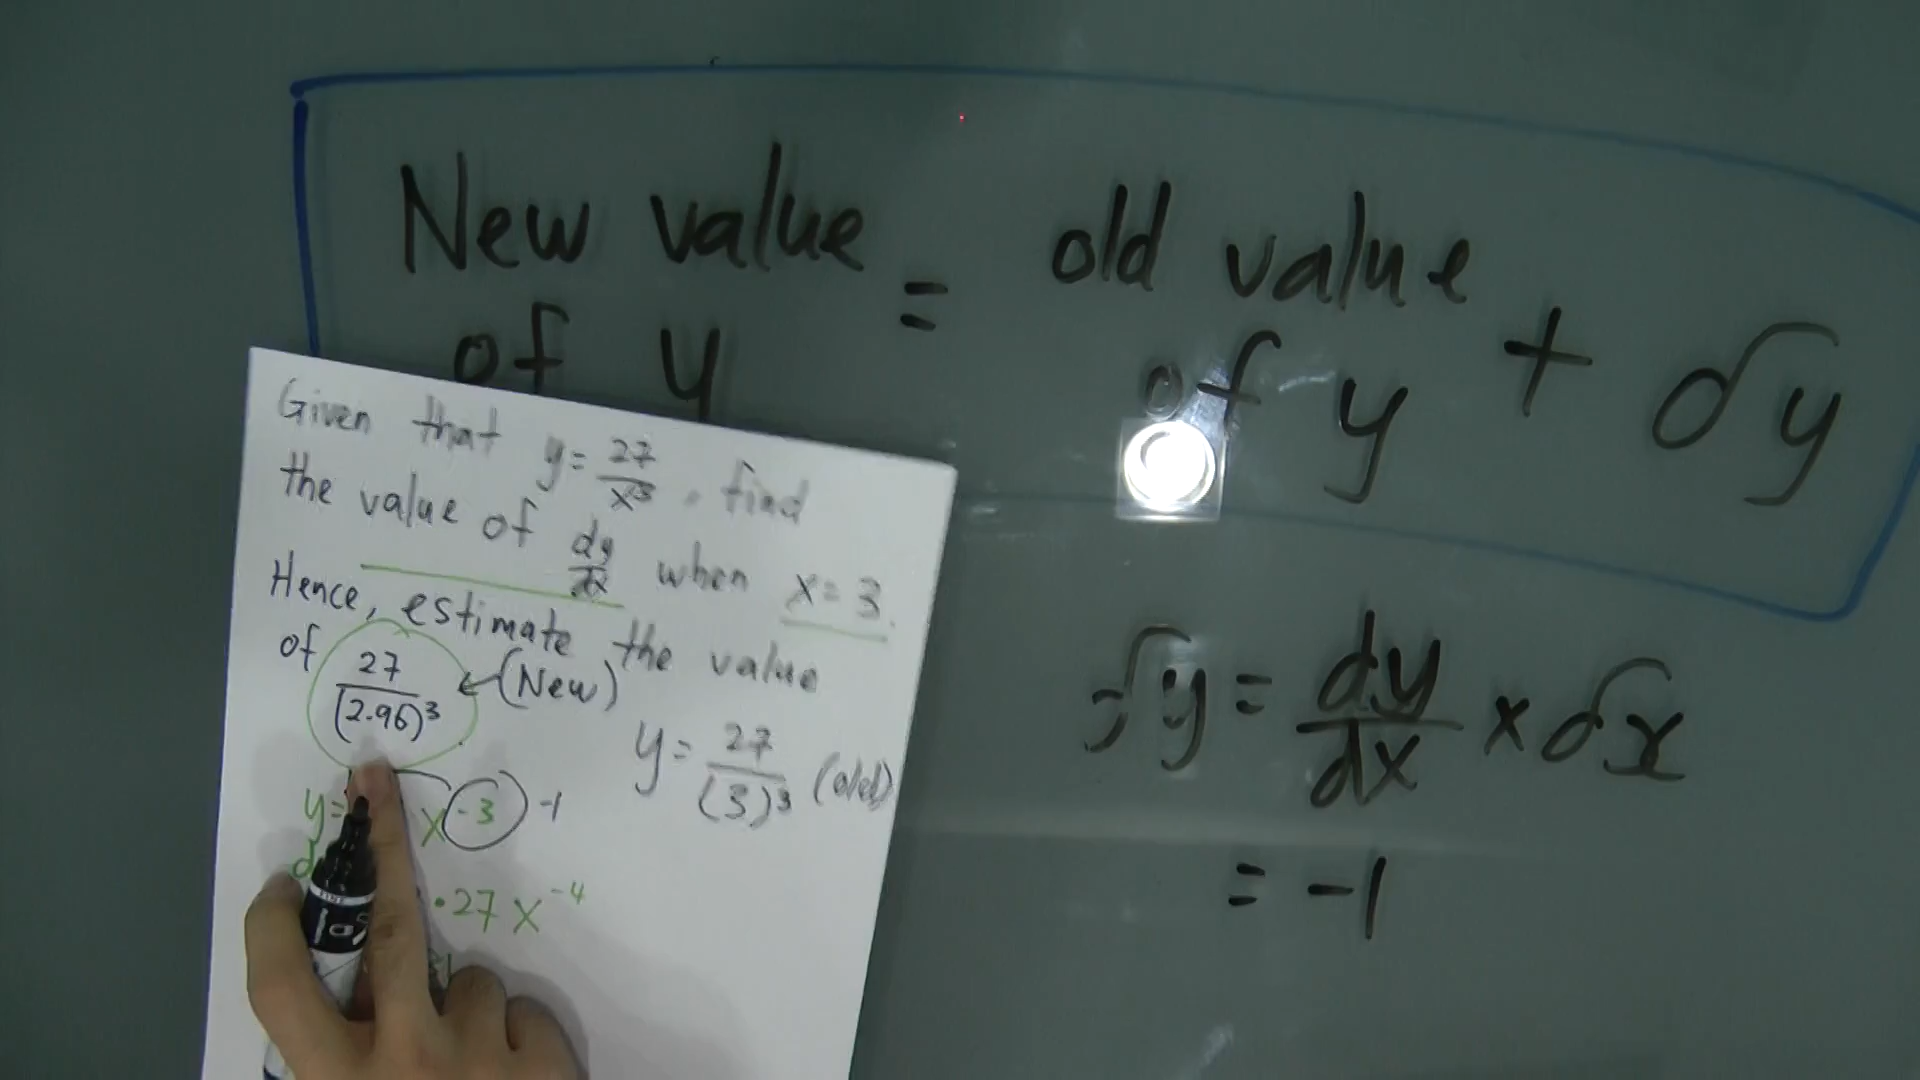 New value = old value + δy
of y of y
Given that y = 27/x³, find
the value of dy/dx when x = 3.
Hence, estimate the value
of 27/(2.96)³ ←(New)
y = 27/(3)³ (old)
y= x -3 -1
d
· 27 x⁻⁴
δy = dy/dx × δx
= -1